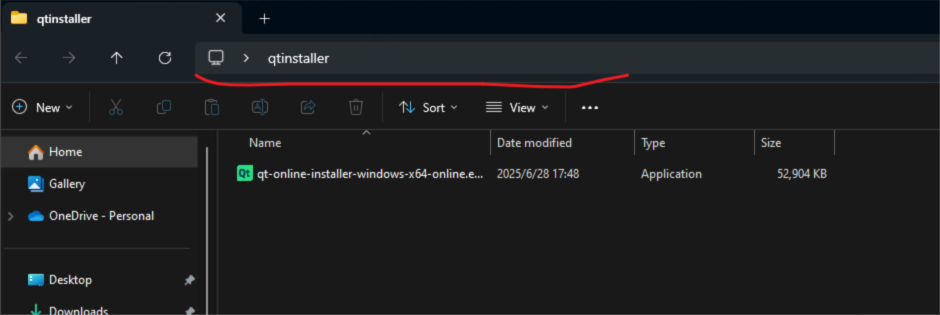 qtinstaller
qtinstaller
New Sort View
Name Date modified Type Size
Home
Qt qt-online-installer-windows-x64-online.e... 2025/6/28 17:48 Application 52,904 KB
Gallery
OneDrive - Personal
Desktop
Downloads